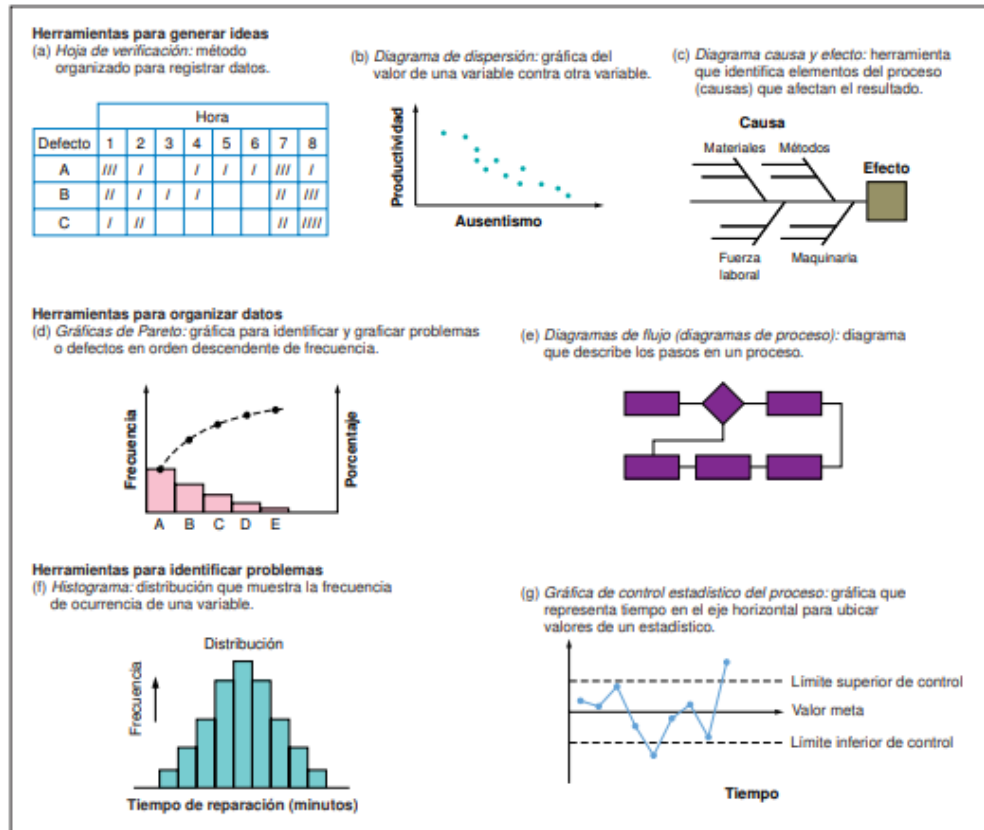 Herramientas para generar ideas
(a) Hoja de verificación: método
organizado para registrar datos.
Hora
Defecto 1 2 3 4 5 6 7 8
A /// / / / / /// /
B // / / / // ///
C / // // ////
(b) Diagrama de dispersión: gráfica del
valor de una variable contra otra variable.
Productividad
Ausentismo
(c) Diagrama causa y efecto: herramienta
que identifica elementos del proceso
(causas) que afectan el resultado.
Causa
Materiales Métodos
Efecto
Fuerza
laboral
Maquinaria
Herramientas para organizar datos
(d) Gráficas de Pareto: gráfica para identificar y graficar problemas
o defectos en orden descendente de frecuencia.
Frecuencia
Porcentaje
A B C D E
(e) Diagramas de flujo (diagramas de proceso): diagrama
que describe los pasos en un proceso.
Herramientas para identificar problemas
(f) Histograma: distribución que muestra la frecuencia
de ocurrencia de una variable.
Distribución
Frecuencia
Tiempo de reparación (minutos)
(g) Gráfica de control estadístico del proceso: gráfica que
representa tiempo en el eje horizontal para ubicar
valores de un estadístico.
Límite superior de control
Valor meta
Límite inferior de control
Tiempo